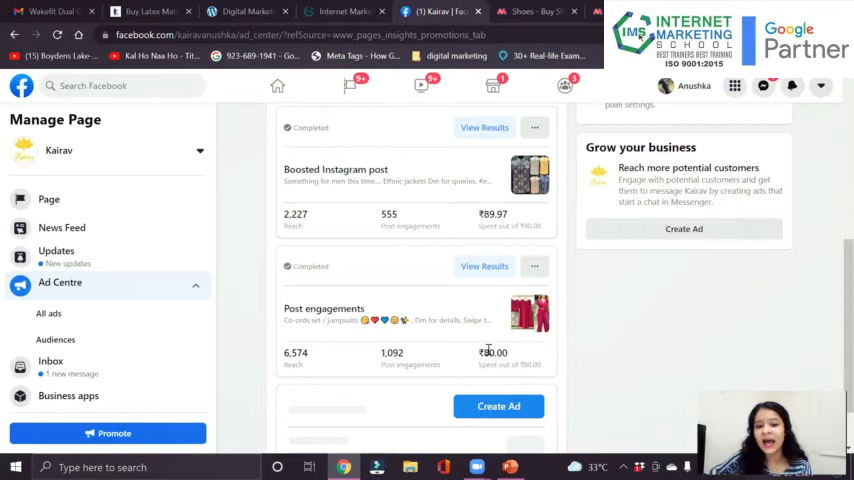 Wakefit Dual C
Buy Latex Matt
Digital Market
Internet Market
(1) Kairav | Fac
Shoes - Buy Sh
facebook.com/kairavanushka/ad_center/?refSource=www_pages_insights_promotions_tab
(15) Boydens Lake-...
Kal Ho Naa Ho - Tit...
923-689-1941 - Go...
Meta Tags - How G...
digital marketing
30+ Real-life Exam...
IMS
INTERNET
MARKETING
SCHOOL
BEST TRAINERS BEST TRAINING
ISO 9001:2015
Google
Partner
Search Facebook
9+
9+
1
3
Anushka
Manage Page
Kairav
Page
News Feed
Updates
New updates
Ad Centre
All ads
Audiences
Inbox
1 new message
Business apps
Promote
Completed
View Results
...
Boosted Instagram post
Something for men this time... Ethnic jackets Dm for queries. #e...
2,227
555
₹89.97
Reach
Post engagements
Spent out of ₹90.00
Completed
View Results
...
Post engagements
Co-ords set / jumpsuits 😋❤️💙😊✨ . Dm for details. Swipe t...
6,574
1,092
₹80.00
Reach
Post engagements
Spent out of ₹80.00
Create Ad
pixel settings.
Grow your business
Reach more potential customers
Engage with potential customers and get
them to message Kairav by creating ads that
start a chat in Messenger.
Create Ad
Type here to search
33°C